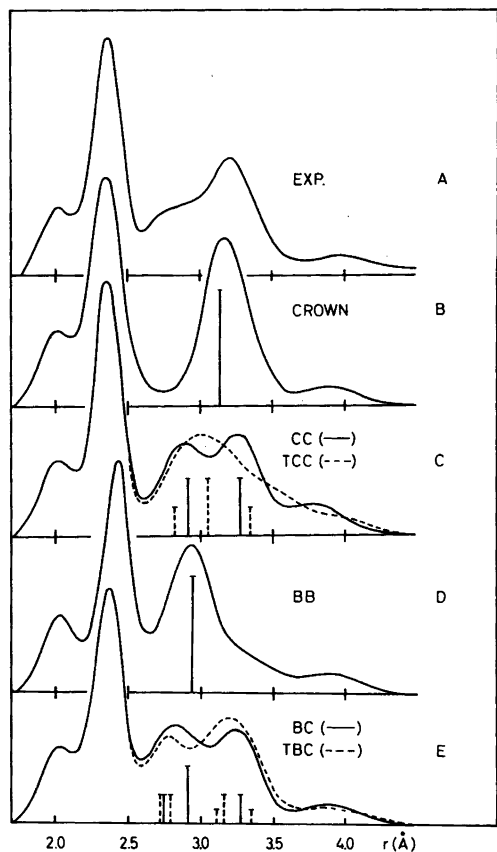 EXP. A
CROWN B
CC (—)
TCC (---) C
BB D
BC (—)
TBC (---) E
2.0 2.5 3.0 3.5 4.0 r (Å)